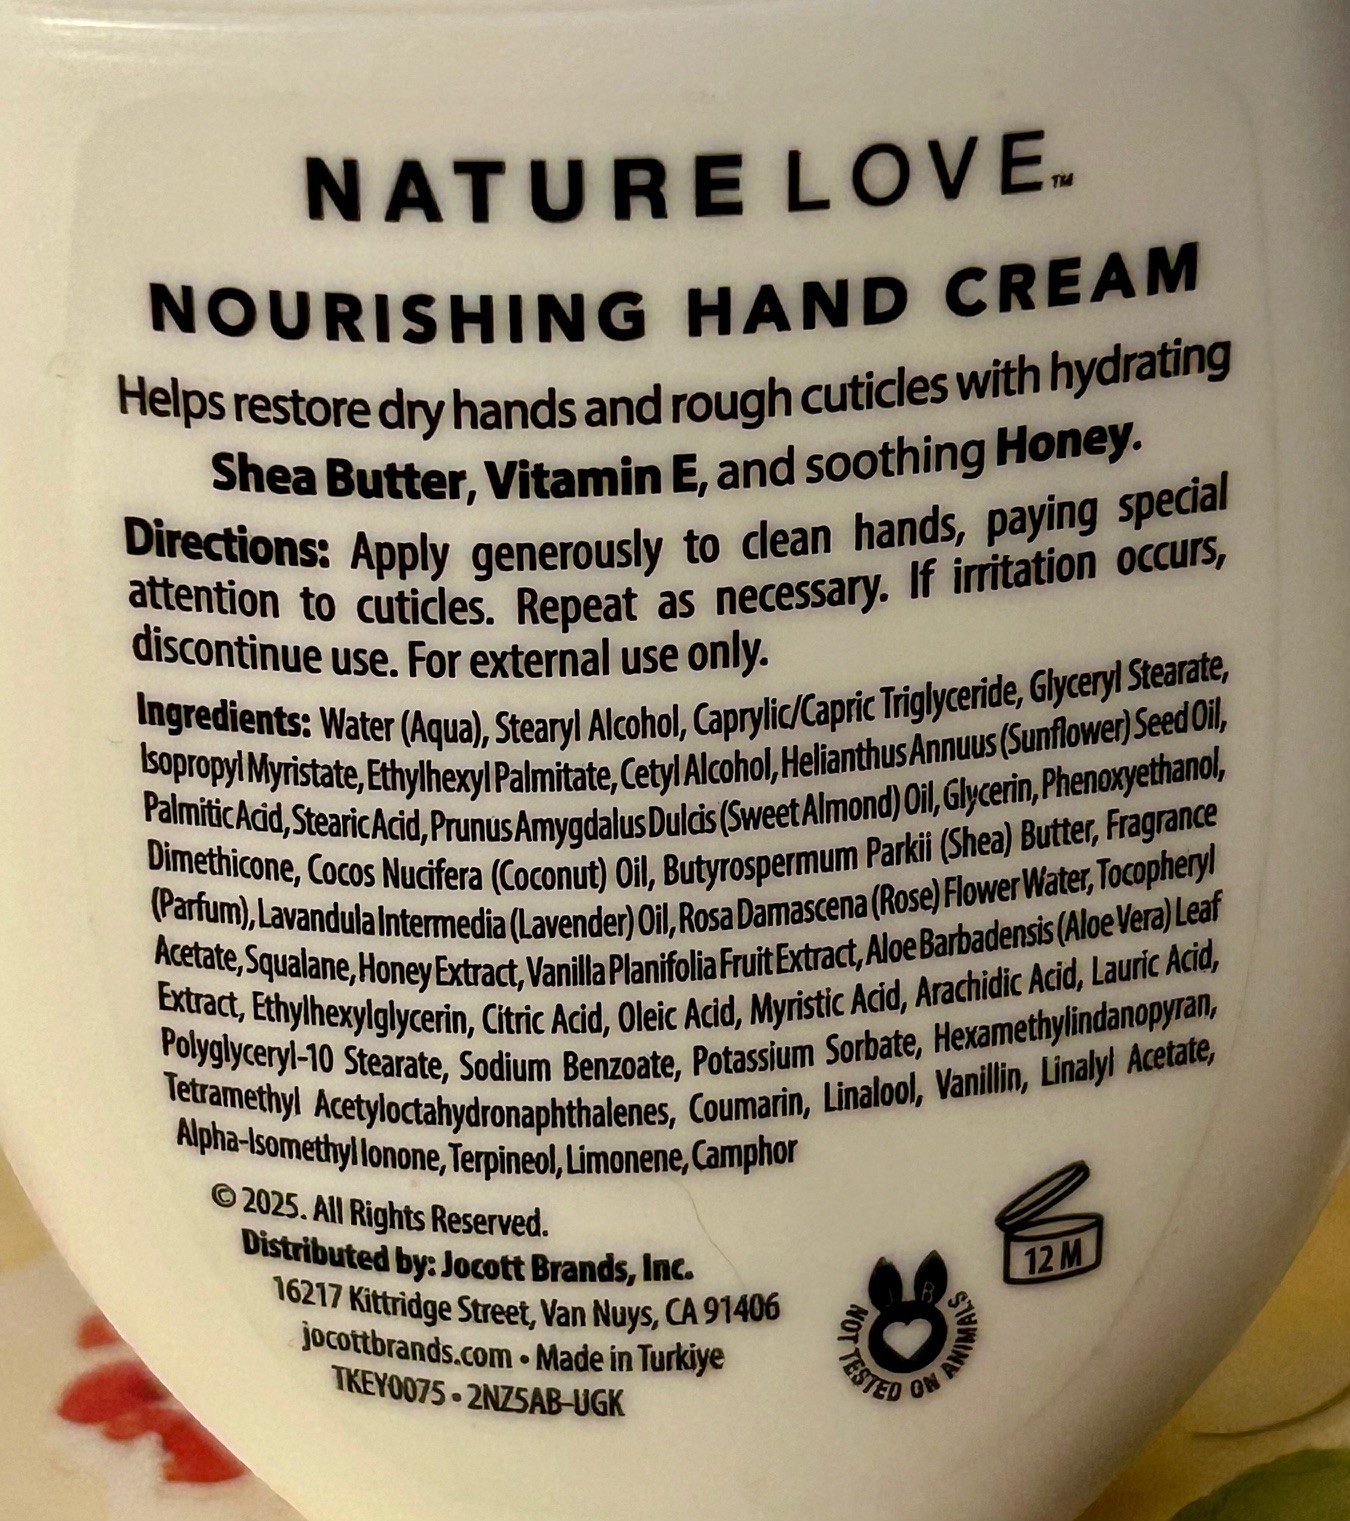 NATURE LOVE™
NOURISHING HAND CREAM
Helps restore dry hands and rough cuticles with hydrating
Shea Butter, Vitamin E, and soothing Honey.
Directions: Apply generously to clean hands, paying special
attention to cuticles. Repeat as necessary. If irritation occurs,
discontinue use. For external use only.
Ingredients: Water (Aqua), Stearyl Alcohol, Caprylic/Capric Triglyceride, Glyceryl Stearate,
Isopropyl Myristate, Ethylhexyl Palmitate, Cetyl Alcohol, Helianthus Annuus (Sunflower) Seed Oil,
Palmitic Acid, Stearic Acid, Prunus Amygdalus Dulcis (Sweet Almond) Oil, Glycerin, Phenoxyethanol,
Dimethicone, Cocos Nucifera (Coconut) Oil, Butyrospermum Parkii (Shea) Butter, Fragrance
(Parfum), Lavandula Intermedia (Lavender) Oil, Rosa Damascena (Rose) Flower Water, Tocopheryl
Acetate, Squalane, Honey Extract, Vanilla Planifolia Fruit Extract, Aloe Barbadensis (Aloe Vera) Leaf
Extract, Ethylhexylglycerin, Citric Acid, Oleic Acid, Myristic Acid, Arachidic Acid, Lauric Acid,
Polyglyceryl-10 Stearate, Sodium Benzoate, Potassium Sorbate, Hexamethylindanopyran,
Tetramethyl Acetyloctahydronaphthalenes, Coumarin, Linalool, Vanillin, Linalyl Acetate,
Alpha-Isomethyl Ionone, Terpineol, Limonene, Camphor
© 2025. All Rights Reserved.
Distributed by: Jocott Brands, Inc.
16217 Kittridge Street, Van Nuys, CA 91406
jocottbrands.com • Made in Turkiye
TKEY0075 • 2NZ5AB-UGK
12 M
J B
NOT TESTED ON ANIMALS